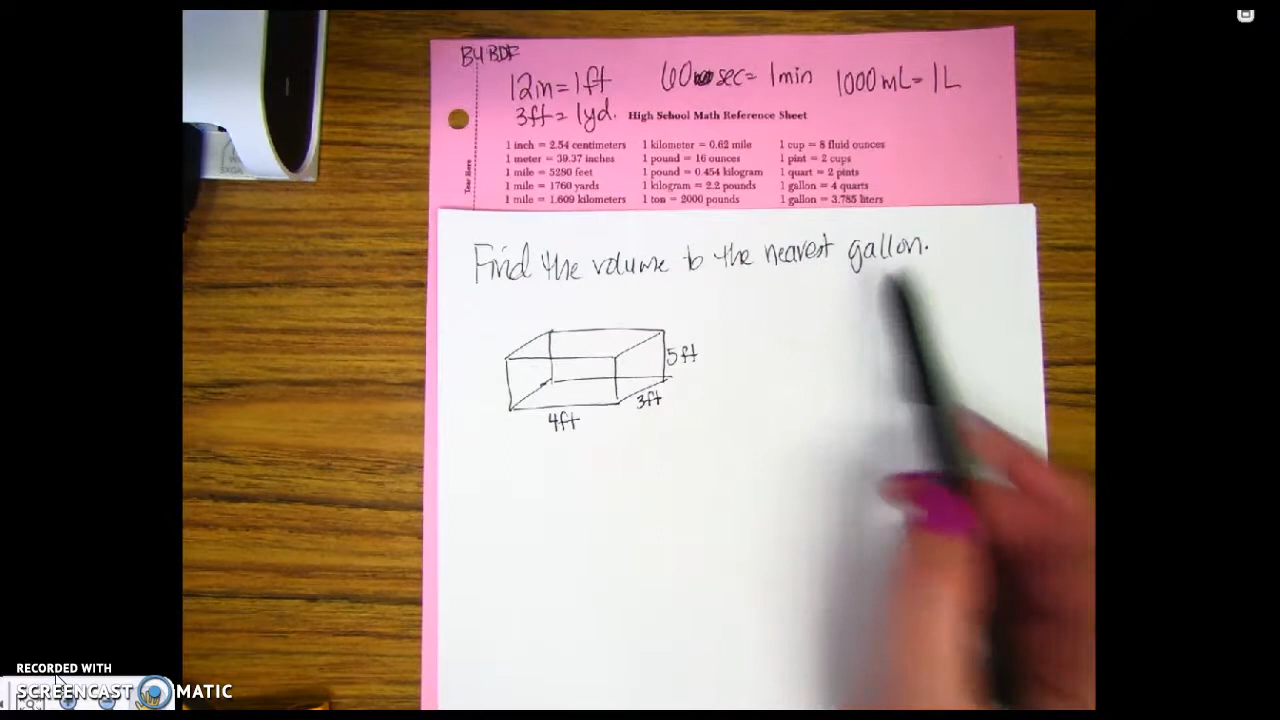 B4BDF
12in=1ft
60 sec= 1min
1000mL=1L
3ft=1yd.
High School Math Reference Sheet
1 inch = 2.54 centimeters
1 meter = 39.37 inches
1 mile = 5280 feet
1 mile = 1760 yards
1 mile = 1.609 kilometers
1 kilometer = 0.62 mile
1 pound = 16 ounces
1 pound = 0.454 kilogram
1 kilogram = 2.2 pounds
1 ton = 2000 pounds
1 cup = 8 fluid ounces
1 pint = 2 cups
1 quart = 2 pints
1 gallon = 4 quarts
1 gallon = 3.785 liters
Tear Here
Find the volume to the nearest gallon.
5ft
3ft
4ft
RECORDED WITH
SCREENCAST MATIC